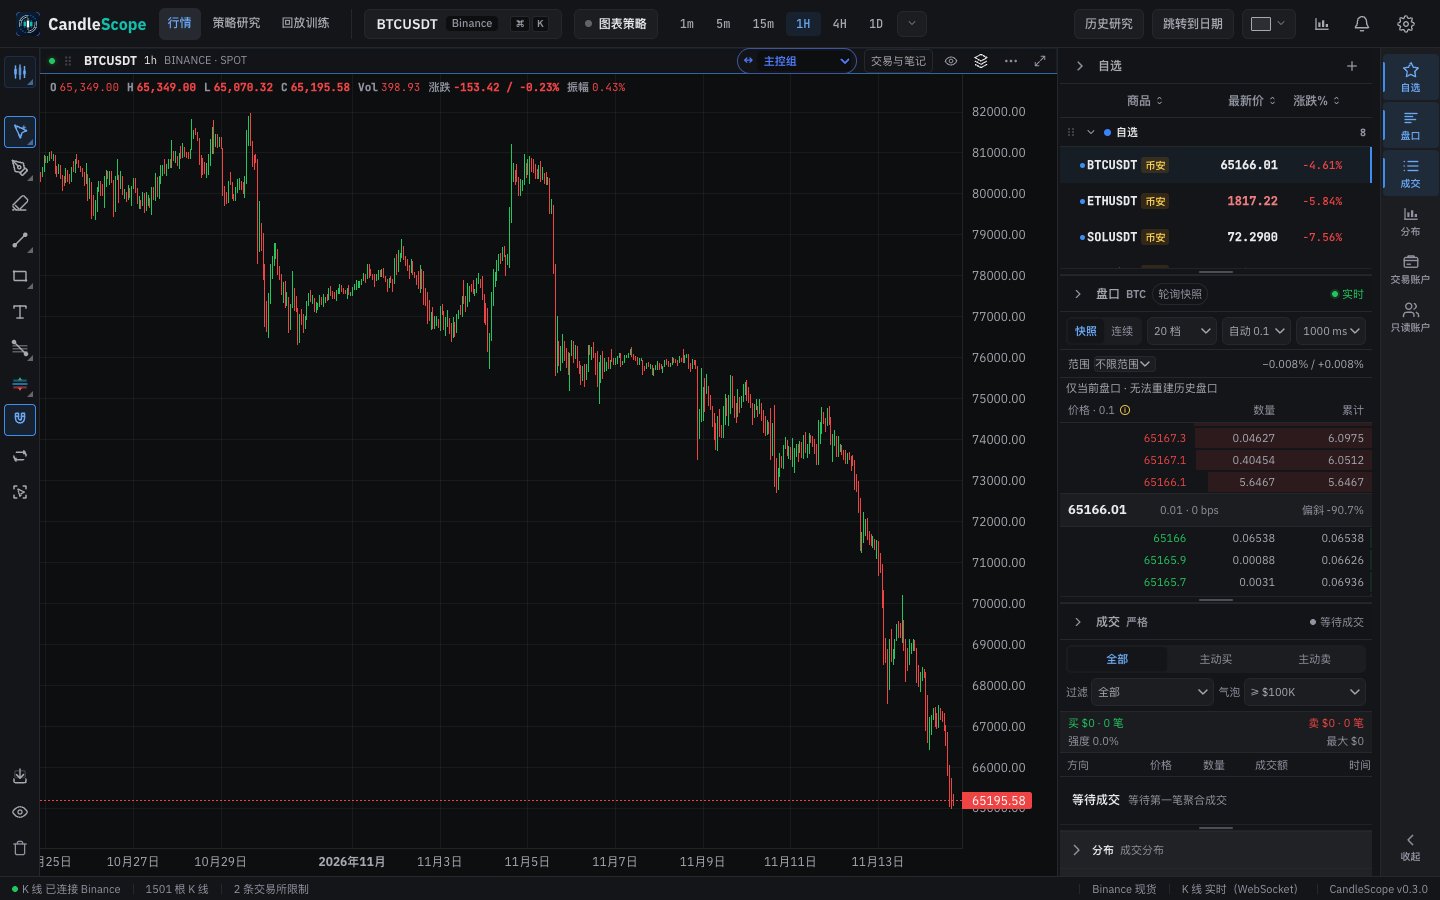 CandleScope 行情 策略研究 回放训练 BTCUSDT Binance ⌘ K 图表策略 1m 5m 15m 1H 4H 1D 历史研究 跳转到日期
BTCUSDT 1h BINANCE · SPOT 主控组 交易与笔记
O 65,349.00 H 65,349.00 L 65,070.32 C 65,195.58 Vol 398.93 涨跌 -153.42 / -0.23% 振幅 0.43%
82000.00
81000.00
80000.00
79000.00
78000.00
77000.00
76000.00
75000.00
74000.00
73000.00
72000.00
71000.00
70000.00
69000.00
68000.00
67000.00
66000.00
65195.58
月25日 10月27日 10月29日 2026年11月 11月3日 11月5日 11月7日 11月9日 11月11日 11月13日
自选
商品 最新价 涨跌%
自选 8
BTCUSDT 币安 65166.01 -4.61%
ETHUSDT 币安 1817.22 -5.84%
SOLUSDT 币安 72.2900 -7.56%
盘口 BTC 轮询快照 实时
快照 连续 20 档 自动 0.1 1000 ms
范围 不限范围 −0.008% / +0.008%
仅当前盘口 · 无法重建历史盘口
价格 · 0.1 数量 累计
65167.3 0.04627 6.0975
65167.1 0.40454 6.0512
65166.1 5.6467 5.6467
65166.01 0.01 · 0 bps 偏斜 -90.7%
65166 0.06538 0.06538
65165.9 0.00088 0.06626
65165.7 0.0031 0.06936
成交 严格 等待成交
全部 主动买 主动卖
过滤 全部 气泡 ≥ $100K
买 $0 · 0 笔 卖 $0 · 0 笔
强度 0.0% 最大 $0
方向 价格 数量 成交额 时间
等待成交 等待第一笔聚合成交
分布 成交分布
自选
盘口
成交
分布
交易账户
只读账户
收起
K 线 已连接 Binance 1501 根 K 线 2 条交易所限制 Binance 现货 K 线 实时（WebSocket） CandleScope v0.3.0